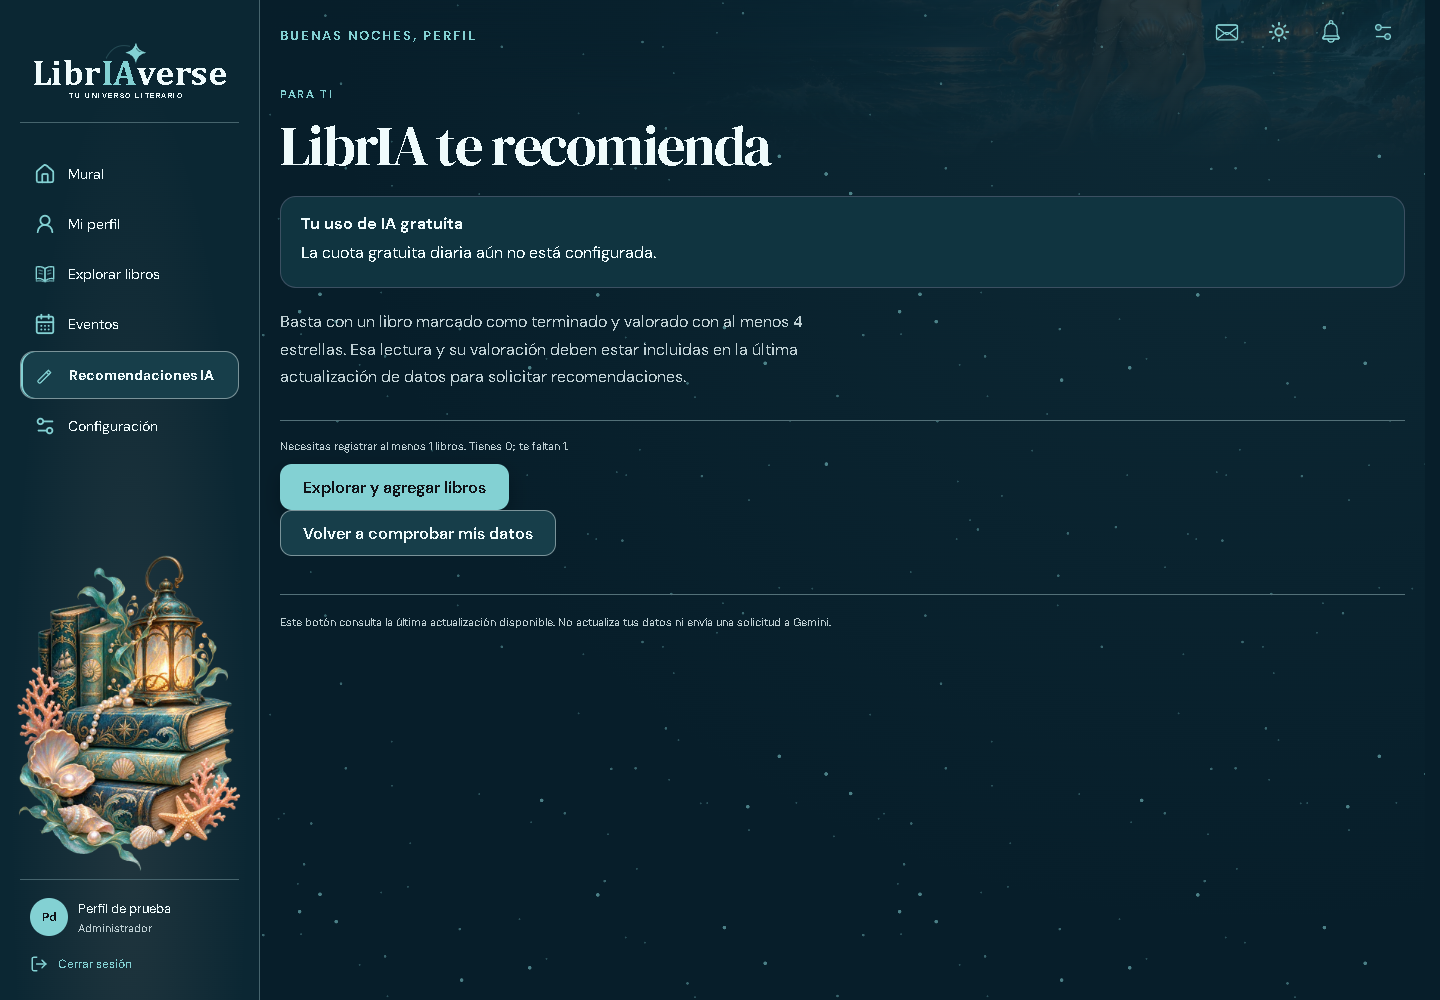 LibrIAverse
TU UNIVERSO LITERARIO
Mural
Mi perfil
Explorar libros
Eventos
Recomendaciones IA
Configuración
Pd
Perfil de prueba
Administrador
Cerrar sesión
BUENAS NOCHES, PERFIL
PARA TI
LibrIA te recomienda
Tu uso de IA gratuita
La cuota gratuita diaria aún no está configurada.
Basta con un libro marcado como terminado y valorado con al menos 4
estrellas. Esa lectura y su valoración deben estar incluidas en la última
actualización de datos para solicitar recomendaciones.
Necesitas registrar al menos 1 libros. Tienes 0; te faltan 1.
Explorar y agregar libros
Volver a comprobar mis datos
Este botón consulta la última actualización disponible. No actualiza tus datos ni envía una solicitud a Gemini.